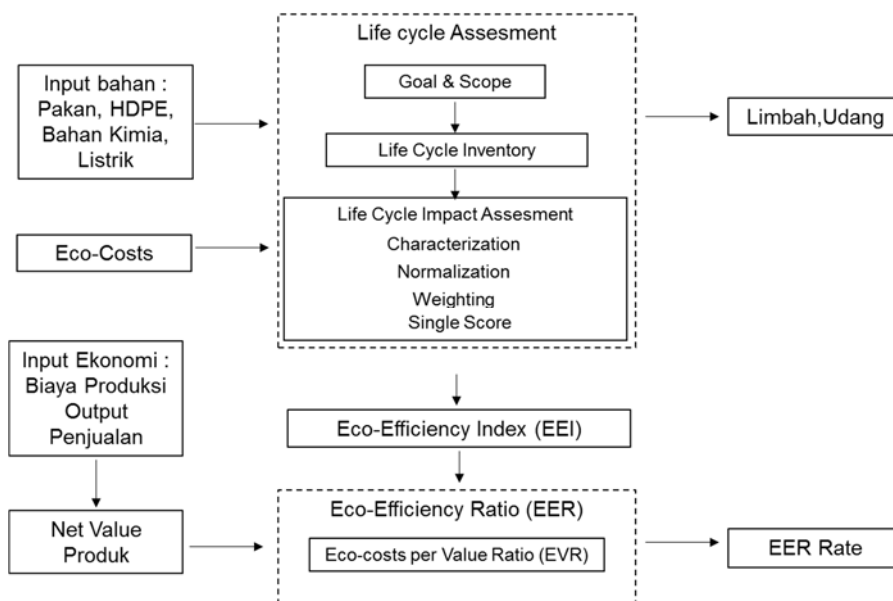 Life cycle Assesment
Input bahan :
Pakan, HDPE,
Bahan Kimia,
Listrik
Goal & Scope
Life Cycle Inventory
Limbah,Udang
Life Cycle Impact Assesment
Characterization
Normalization
Weighting
Single Score
Eco-Costs
Input Ekonomi :
Biaya Produksi
Output
Penjualan
Eco-Efficiency Index (EEI)
Net Value
Produk
Eco-Efficiency Ratio (EER)
Eco-costs per Value Ratio (EVR)
EER Rate